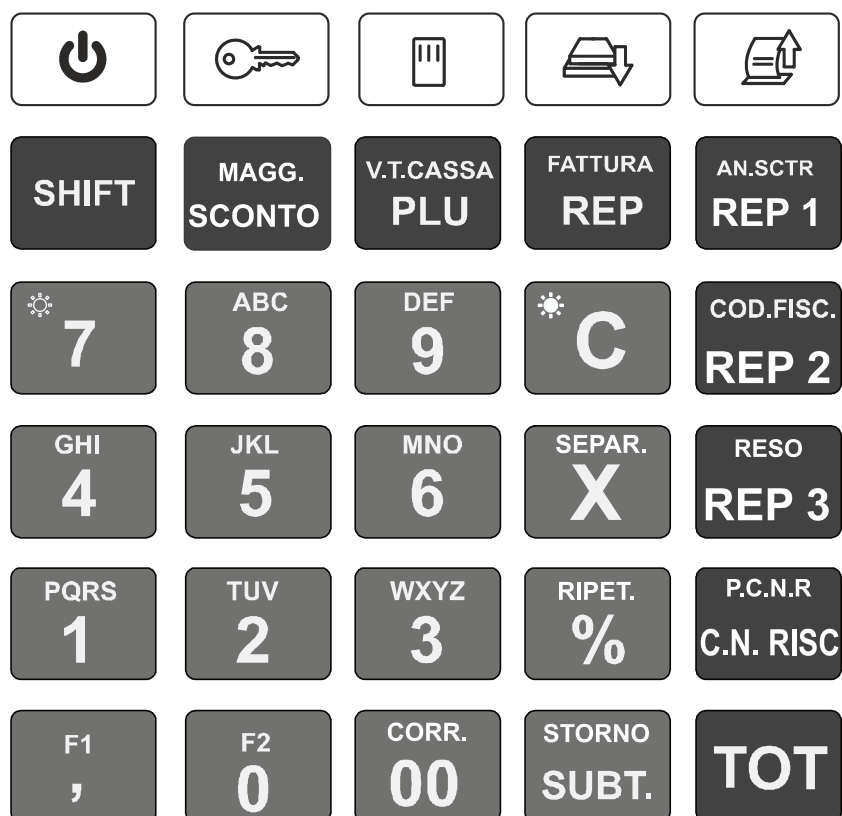 SHIFT
MAGG.
SCONTO
V.T.CASSA
PLU
FATTURA
REP
AN.SCTR
REP 1
7
ABC
8
DEF
9
C
COD.FISC.
REP 2
GHI
4
JKL
5
MNO
6
SEPAR.
X
RESO
REP 3
PQRS
1
TUV
2
WXYZ
3
RIPET.
%
P.C.N.R
C.N. RISC
F1
,
F2
0
CORR.
00
STORNO
SUBT.
TOT